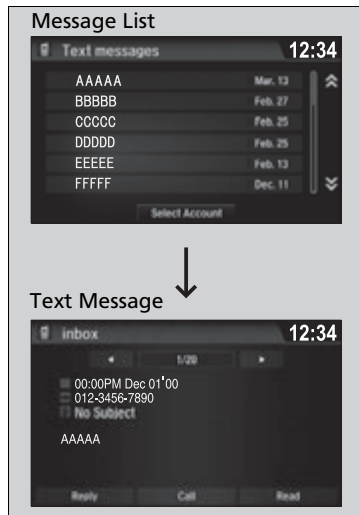 Message List
Text messages 12:34
AAAAA Mar. 13
BBBBB Feb. 27
CCCCC Feb. 25
DDDDD Feb. 25
EEEEE Feb. 13
FFFFF Dec. 11
Select Account
Text Message
inbox 12:34
1/20
00:00PM Dec 01'00
012-3456-7890
No Subject
AAAAA
Reply Call Read